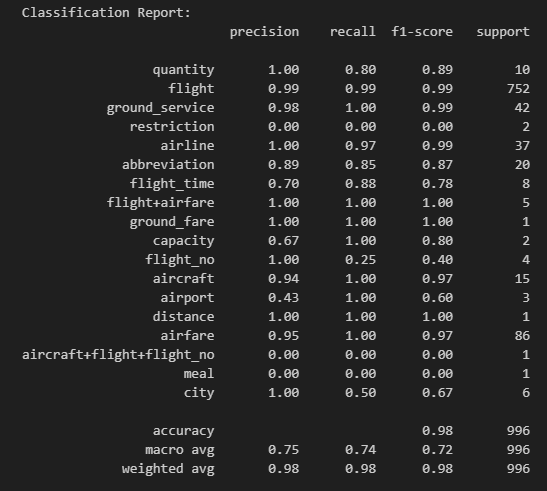 Classification Report:
precision recall f1-score support
quantity 1.00 0.80 0.89 10
flight 0.99 0.99 0.99 752
ground_service 0.98 1.00 0.99 42
restriction 0.00 0.00 0.00 2
airline 1.00 0.97 0.99 37
abbreviation 0.89 0.85 0.87 20
flight_time 0.70 0.88 0.78 8
flight+airfare 1.00 1.00 1.00 5
ground_fare 1.00 1.00 1.00 1
capacity 0.67 1.00 0.80 2
flight_no 1.00 0.25 0.40 4
aircraft 0.94 1.00 0.97 15
airport 0.43 1.00 0.60 3
distance 1.00 1.00 1.00 1
airfare 0.95 1.00 0.97 86
aircraft+flight+flight_no 0.00 0.00 0.00 1
meal 0.00 0.00 0.00 1
city 1.00 0.50 0.67 6
accuracy 0.98 996
macro avg 0.75 0.74 0.72 996
weighted avg 0.98 0.98 0.98 996